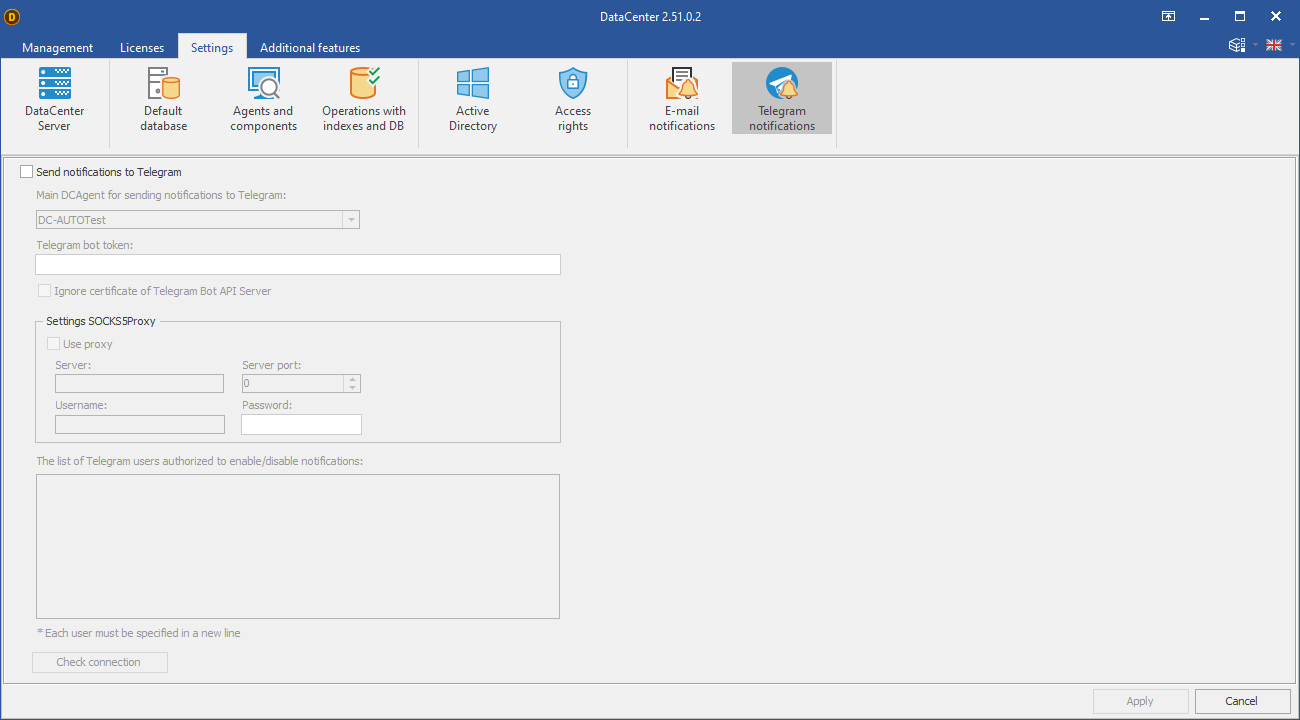 D
DataCenter 2.51.0.2
Management Licenses Settings Additional features
DataCenter
Server
Default
database
Agents and
components
Operations with
indexes and DB
Active
Directory
Access
rights
E-mail
notifications
Telegram
notifications
Send notifications to Telegram
Main DCAgent for sending notifications to Telegram:
DC-AUTOTest
Telegram bot token:
Ignore certificate of Telegram Bot API Server
Settings SOCKS5Proxy
Use proxy
Server: Server port:
0
Username: Password:
The list of Telegram users authorized to enable/disable notifications:
* Each user must be specified in a new line
Check connection
Apply Cancel